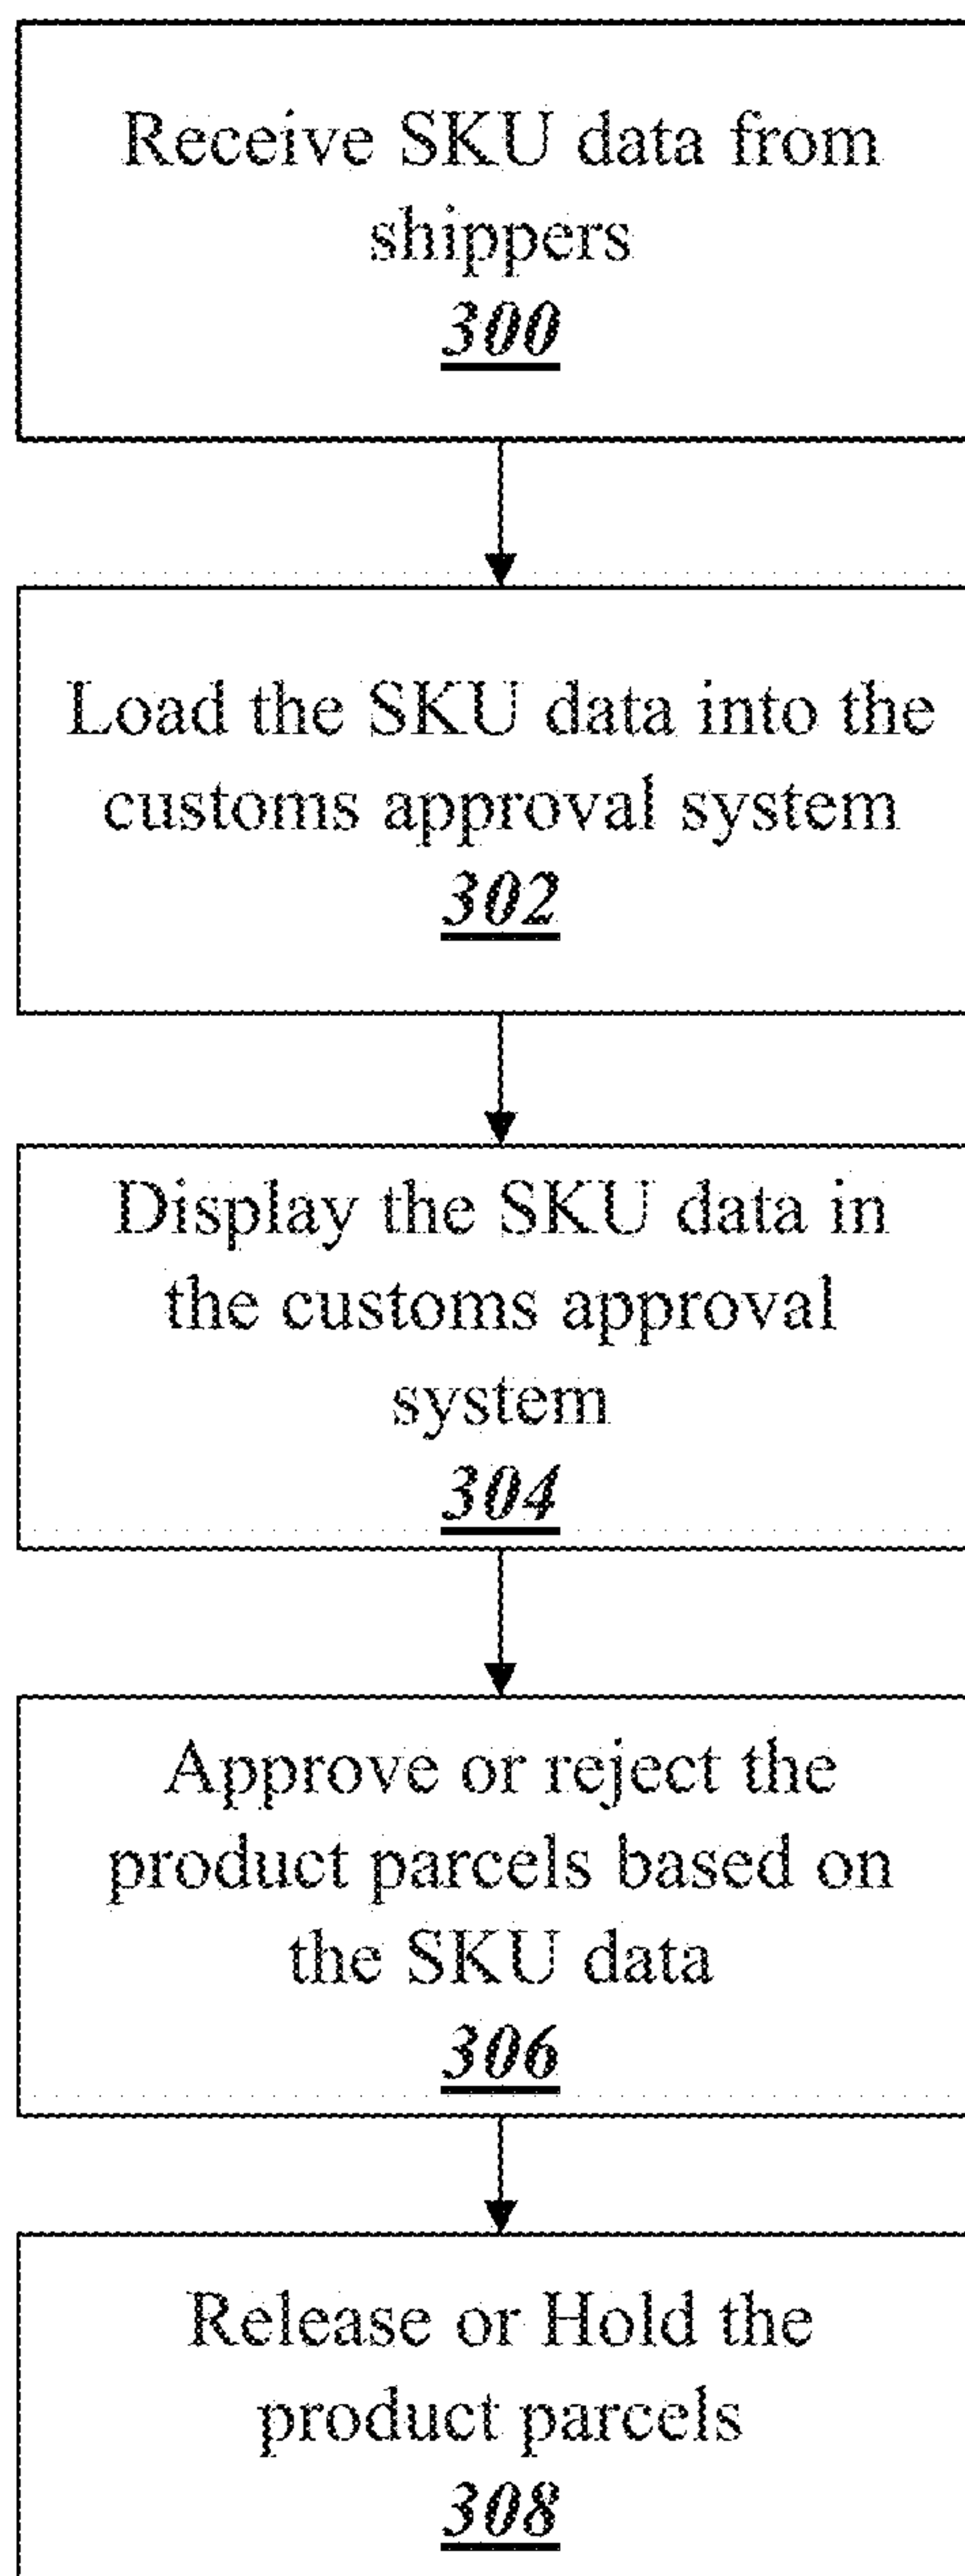 Receive SKU data from
shippers
300
Load the SKU data into the
customs approval system
302
Display the SKU data in
the customs approval
system
304
Approve or reject the
product parcels based on
the SKU data
306
Release or Hold the
product parcels
308